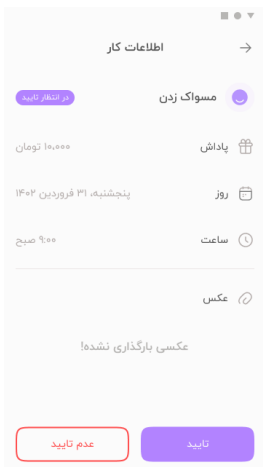 اطلاعات کار
مسواک زدن
در انتظار تایید
پاداش
۱۰،۰۰۰ تومان
روز
پنجشنبه، ۳۱ فروردین ۱۴۰۲
ساعت
۹:۰۰ صبح
عکس
عکسی بارگذاری نشده!
تایید
عدم تایید